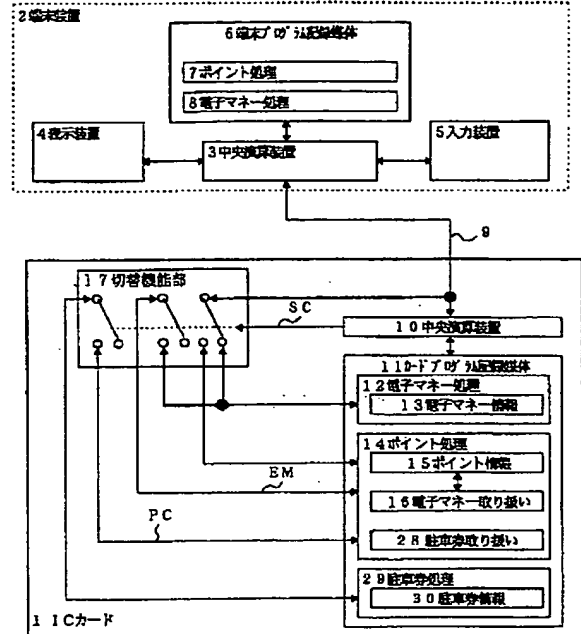 2端末装置
6端末プログラム記録媒体
7ポイント処理
8電子マネー処理
4表示装置
3中央演算装置
5入力装置
9
17切替機能部
SC
10中央演算装置
11カードプログラム記録媒体
12電子マネー処理
13電子マネー情報
14ポイント処理
15ポイント情報
EM
16電子マネー取り扱い
PC
28駐車券取り扱い
29駐車券処理
30駐車券情報
1 ICカード